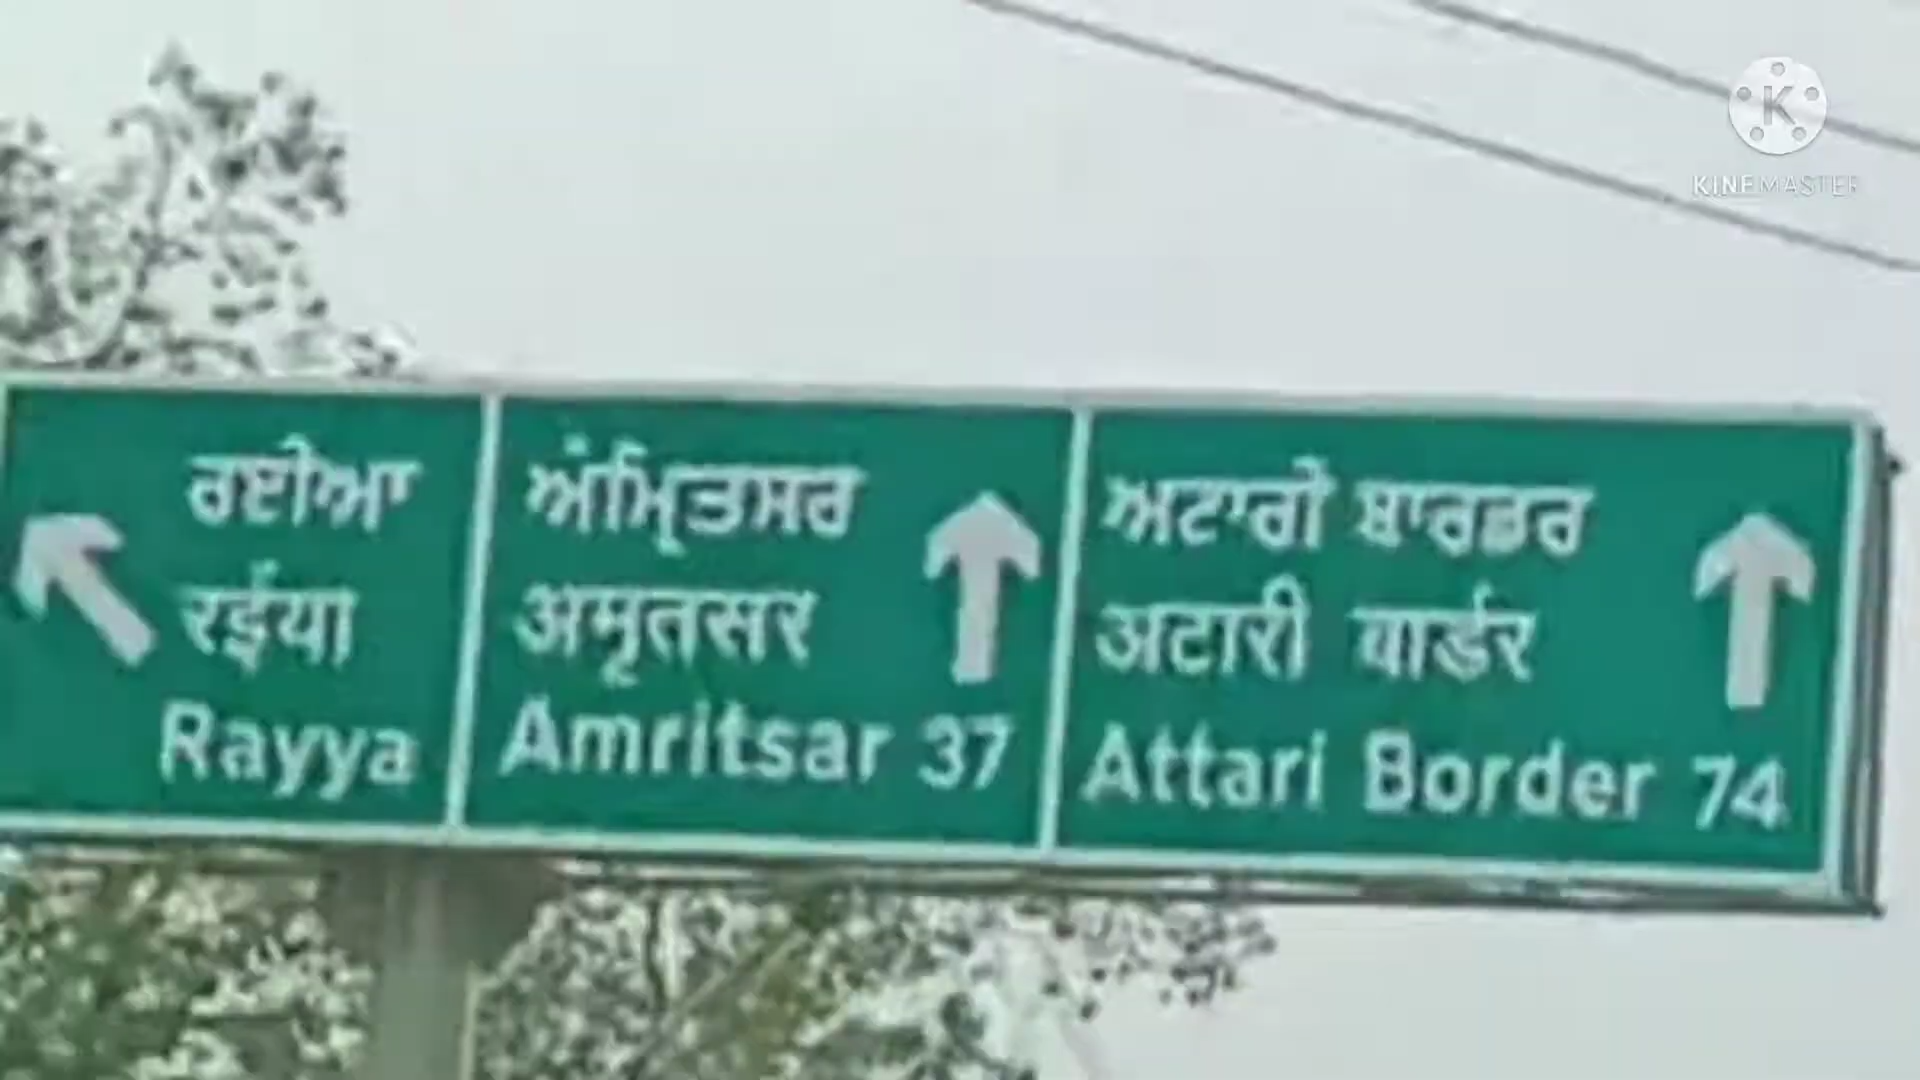 ਰਈਆ
रईया
Rayya
ਅੰਮ੍ਰਿਤਸਰ
अमृतसर
Amritsar 37
ਅਟਾਰੀ ਬਾਰਡਰ
अटारी बार्डर
Attari Border 74
K
KINEMASTER